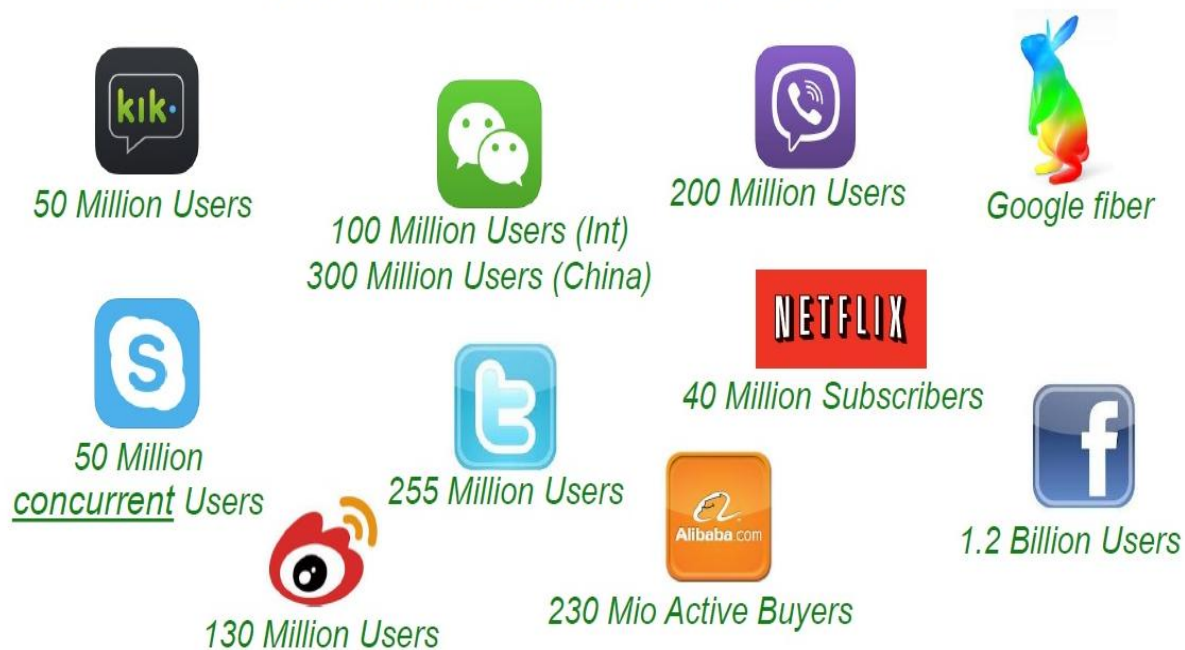 kik·
50 Million Users
100 Million Users (Int)
300 Million Users (China)
200 Million Users
Google fiber
S
50 Million
concurrent Users
t
255 Million Users
NETFLIX
40 Million Subscribers
f
1.2 Billion Users
130 Million Users
Alibaba.com
230 Mio Active Buyers